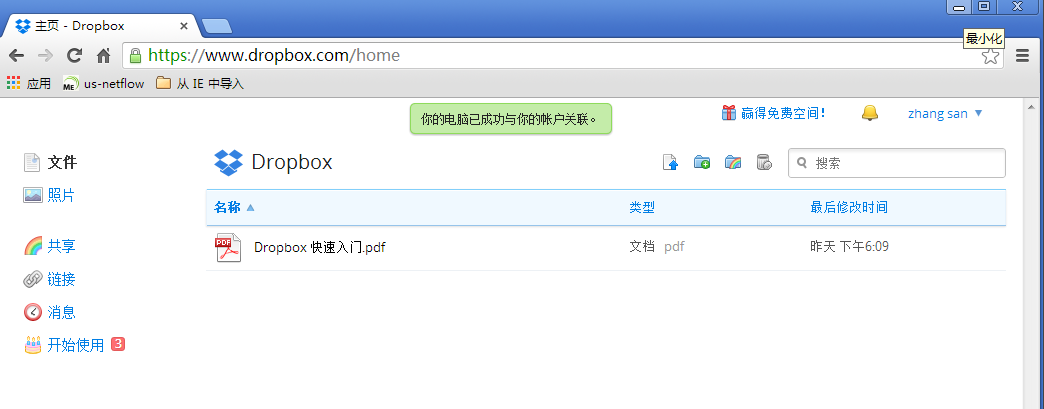 主页 - Dropbox
最小化
https://www.dropbox.com/home
应用 ME us-netflow 从 IE 中导入
你的电脑已成功与你的帐户关联。
赢得免费空间！ zhang san
文件
照片
共享
链接
消息
开始使用 3
Dropbox
搜索
名称 类型 最后修改时间
PDF Dropbox 快速入门.pdf 文档 pdf 昨天 下午6:09